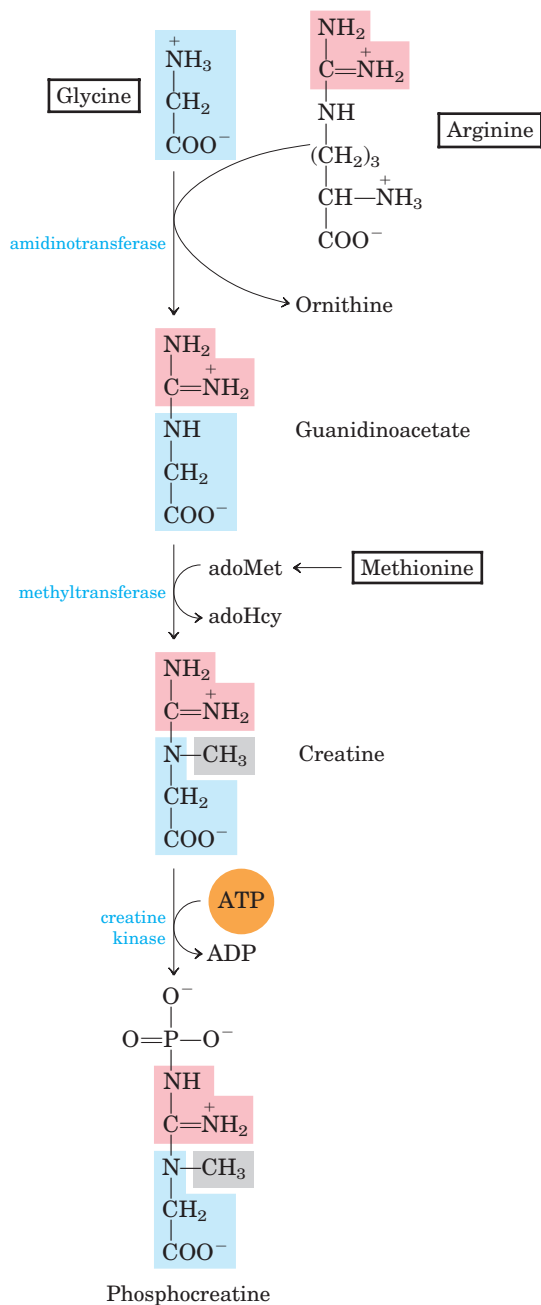 NH₃⁺
Glycine
CH₂
COO⁻
NH₂
C=NH₂⁺
NH
Arginine
(CH₂)₃
CH—NH₃⁺
COO⁻
amidinotransferase
Ornithine
NH₂
C=NH₂⁺
NH
Guanidinoacetate
CH₂
COO⁻
adoMet
Methionine
methyltransferase
adoHcy
NH₂
C=NH₂⁺
N—CH₃
Creatine
CH₂
COO⁻
ATP
creatine
kinase
ADP
O⁻
O=P—O⁻
NH
C=NH₂⁺
N—CH₃
CH₂
COO⁻
Phosphocreatine